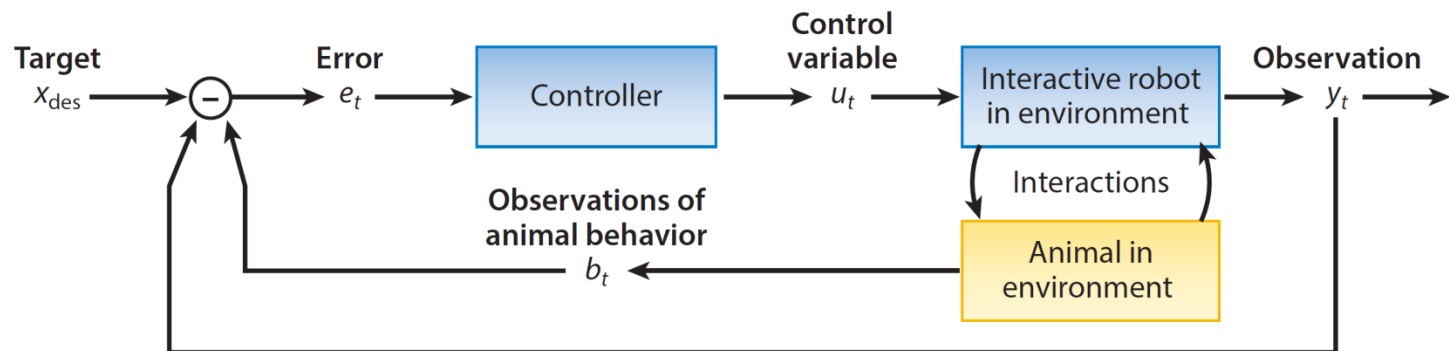 Target
x_des
−
Error
e_t
Controller
Control
variable
u_t
Interactive robot
in environment
Observation
y_t
Interactions
Observations of
animal behavior
b_t
Animal in
environment